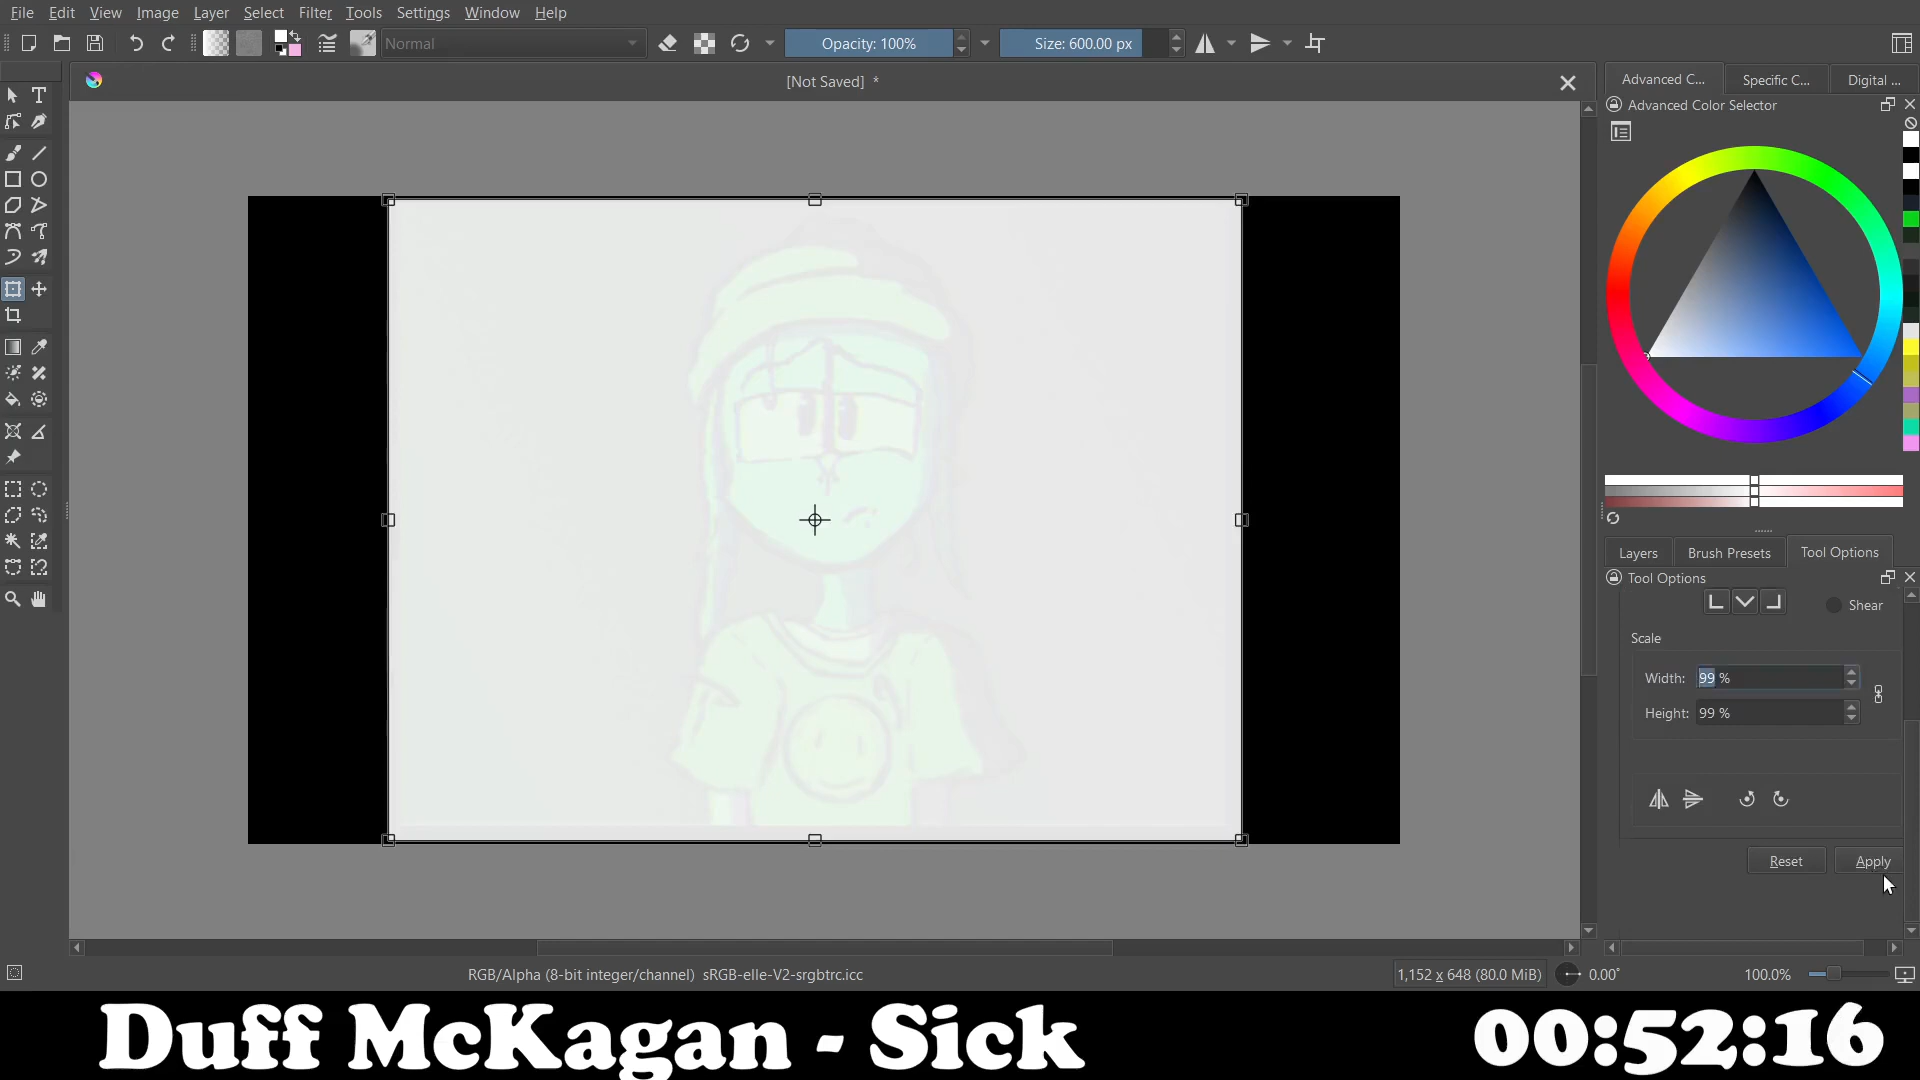 File Edit View Image Layer Select Filter Tools Settings Window Help
Normal
Opacity: 100%
Size: 600.00 px
[Not Saved] *
Advanced C... Specific C... Digital ...
Advanced Color Selector
Layers Brush Presets Tool Options
Tool Options
Shear
Scale
Width: 99 %
Height: 99 %
Reset Apply
RGB/Alpha (8-bit integer/channel) sRGB-elle-V2-srgbtrc.icc
1,152 x 648 (80.0 MiB)
0.00°
100.0%
Duff McKagan - Sick
00:52:16